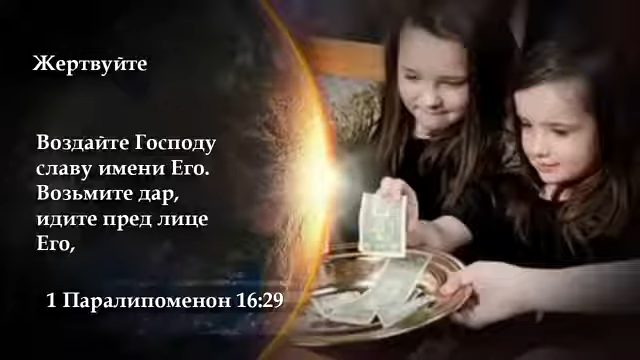 Жертвуйте
Воздайте Господу
славу имени Его.
Возьмите дар,
идите пред лице
Его,
1 Паралипоменон 16:29